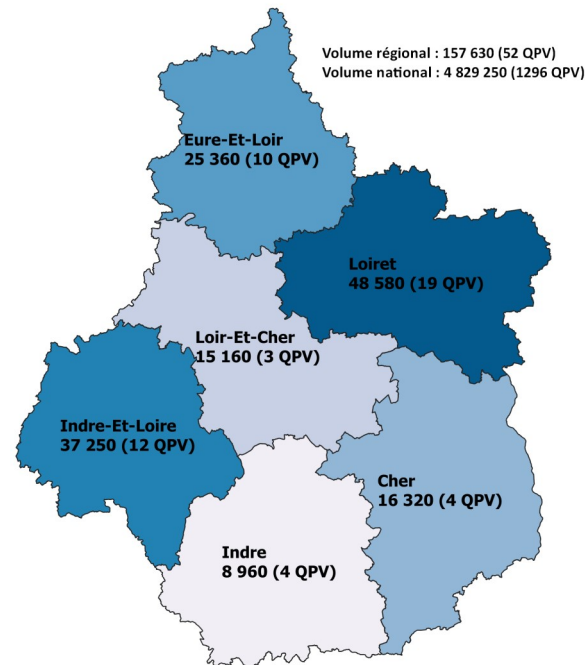 Volume régional : 157 630 (52 QPV)
Volume national : 4 829 250 (1296 QPV)
Eure-Et-Loir
25 360 (10 QPV)
Loiret
48 580 (19 QPV)
Loir-Et-Cher
15 160 (3 QPV)
Indre-Et-Loire
37 250 (12 QPV)
Cher
16 320 (4 QPV)
Indre
8 960 (4 QPV)